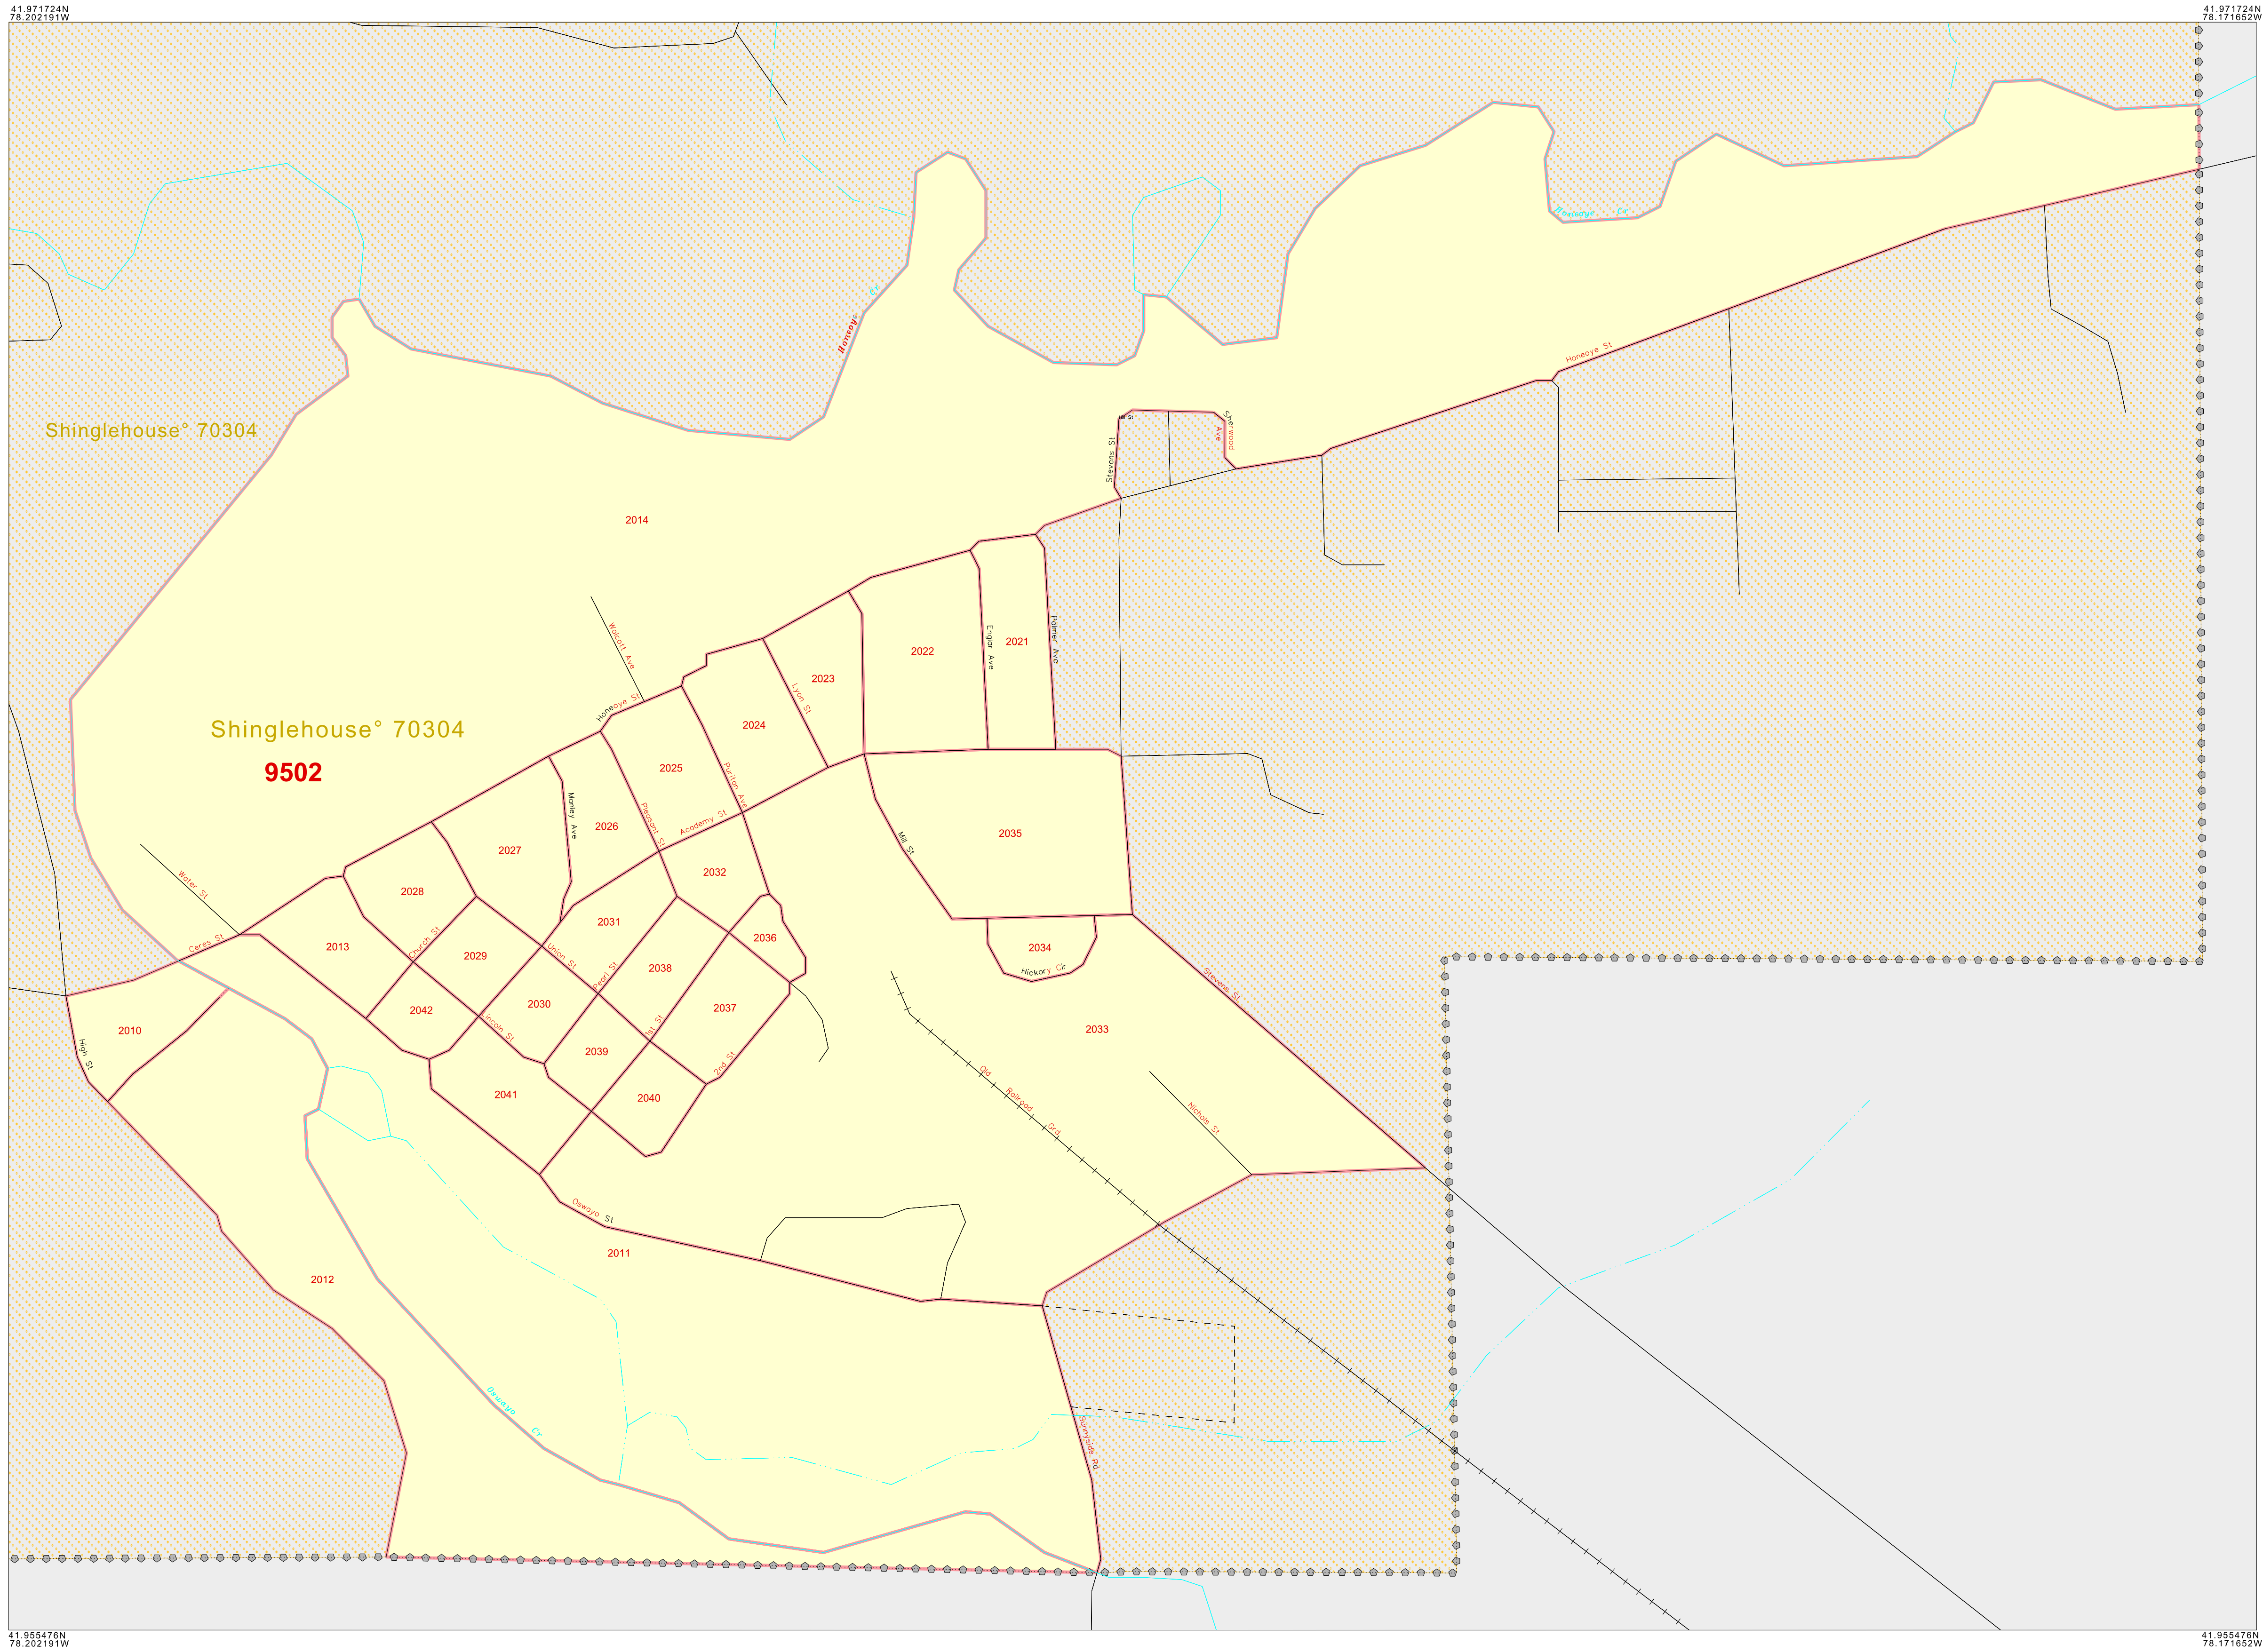 41.971724N
78.202191W
41.971724N
78.171652W
Honeoye Cr
Honeoye Cr
Honeoye St
Shinglehouse° 70304
Sherwood Ave
Stevens St
2014
Wolcott Ave
Englar Ave
2021
Palmer Ave
2022
2023
Lyon St
2024
Honeoye St
Shinglehouse° 70304
9502
2025
Puritan Ave
Manley Ave
2026
Pleasant St
Academy St
2027
Mill St
2035
2032
Water St
2028
2031
Ceres St
2013
Church St
2029
Union St
2036
2034
Hickory Cir
Pearl St
2038
Stevens St
2030
2042
Lincoln St
2037
1st St
2010
High St
2033
2039
2nd St
Old Railroad Grd
2041
2040
Nichols St
Oswayo St
2011
2012
Oswayo Cr
Sunnyside Rd
41.955476N
78.202191W
41.955476N
78.171652W